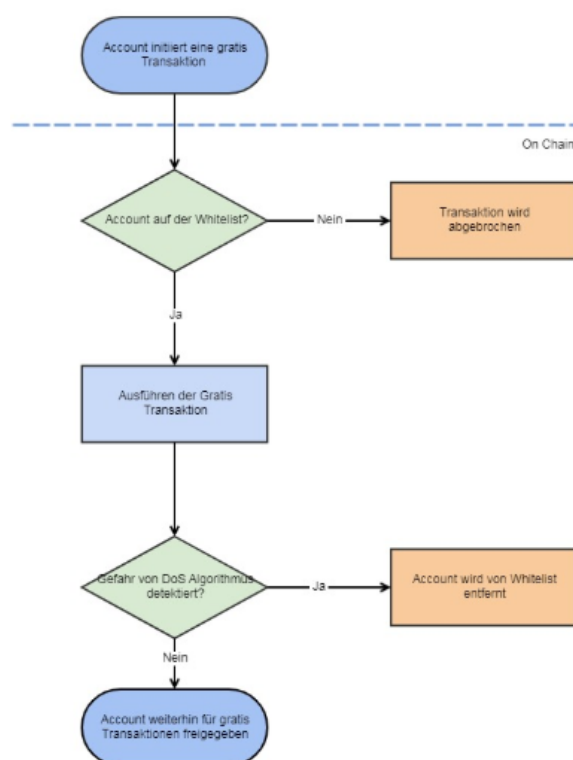 Account initiiert eine gratis
Transaktion
On Chain
Account auf der Whitelist?
Nein
Transaktion wird
abgebrochen
Ja
Ausführen der Gratis
Transaktion
Gefahr von DoS Algorithmus
detektiert?
Ja
Account wird von Whitelist
entfernt
Nein
Account weiterhin für gratis
Transaktionen freigegeben